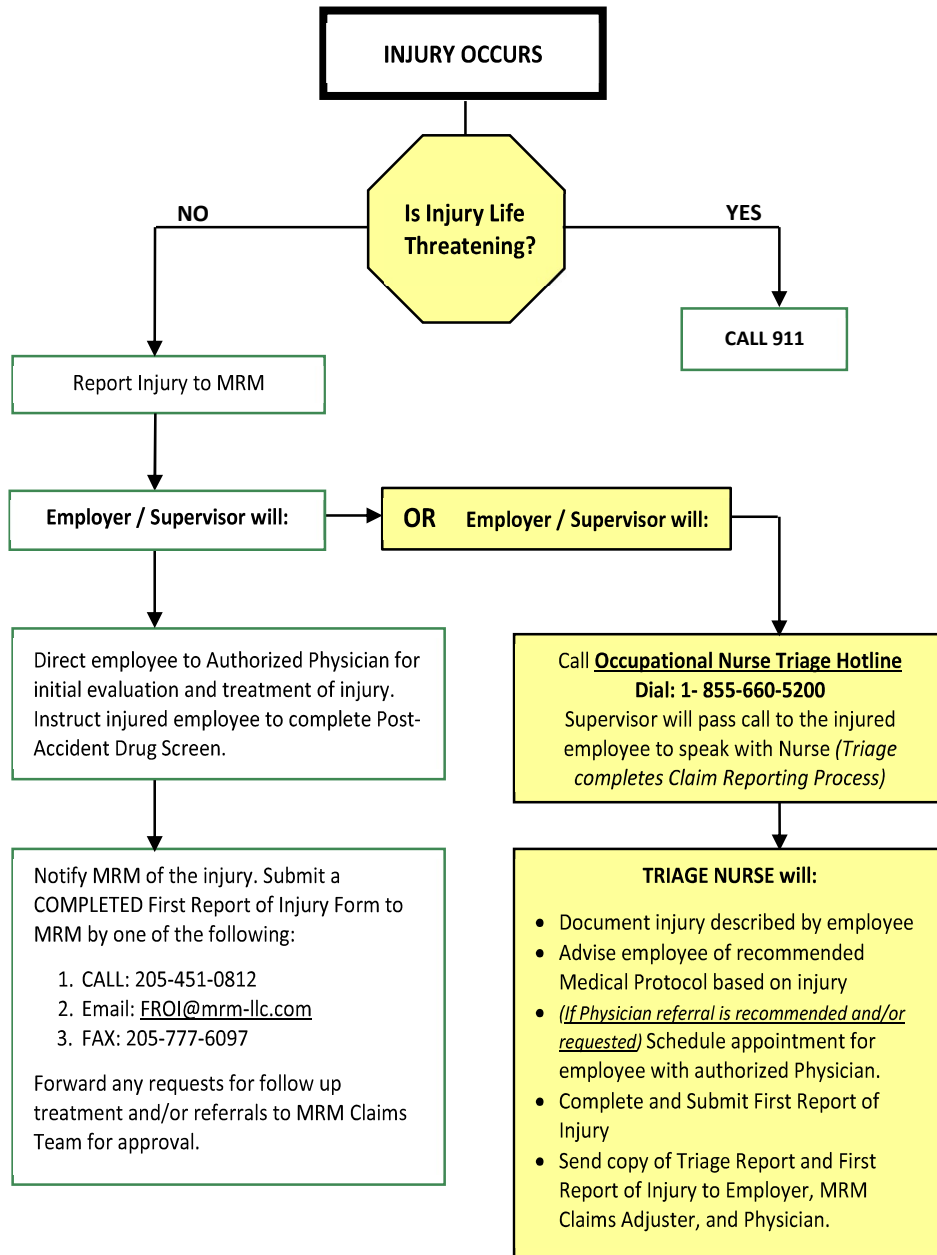 INJURY OCCURS
Is Injury Life
Threatening?
NO
YES
CALL 911
Report Injury to MRM
Employer / Supervisor will:
OR Employer / Supervisor will:
Direct employee to Authorized Physician for
initial evaluation and treatment of injury.
Instruct injured employee to complete Post-
Accident Drug Screen.
Call Occupational Nurse Triage Hotline
Dial: 1- 855-660-5200
Supervisor will pass call to the injured
employee to speak with Nurse (Triage
completes Claim Reporting Process)
Notify MRM of the injury. Submit a
COMPLETED First Report of Injury Form to
MRM by one of the following:
1. CALL: 205-451-0812
2. Email: FROI@mrm-llc.com
3. FAX: 205-777-6097
Forward any requests for follow up
treatment and/or referrals to MRM Claims
Team for approval.
TRIAGE NURSE will:
• Document injury described by employee
• Advise employee of recommended
Medical Protocol based on injury
• (If Physician referral is recommended and/or
requested) Schedule appointment for
employee with authorized Physician.
• Complete and Submit First Report of
Injury
• Send copy of Triage Report and First
Report of Injury to Employer, MRM
Claims Adjuster, and Physician.